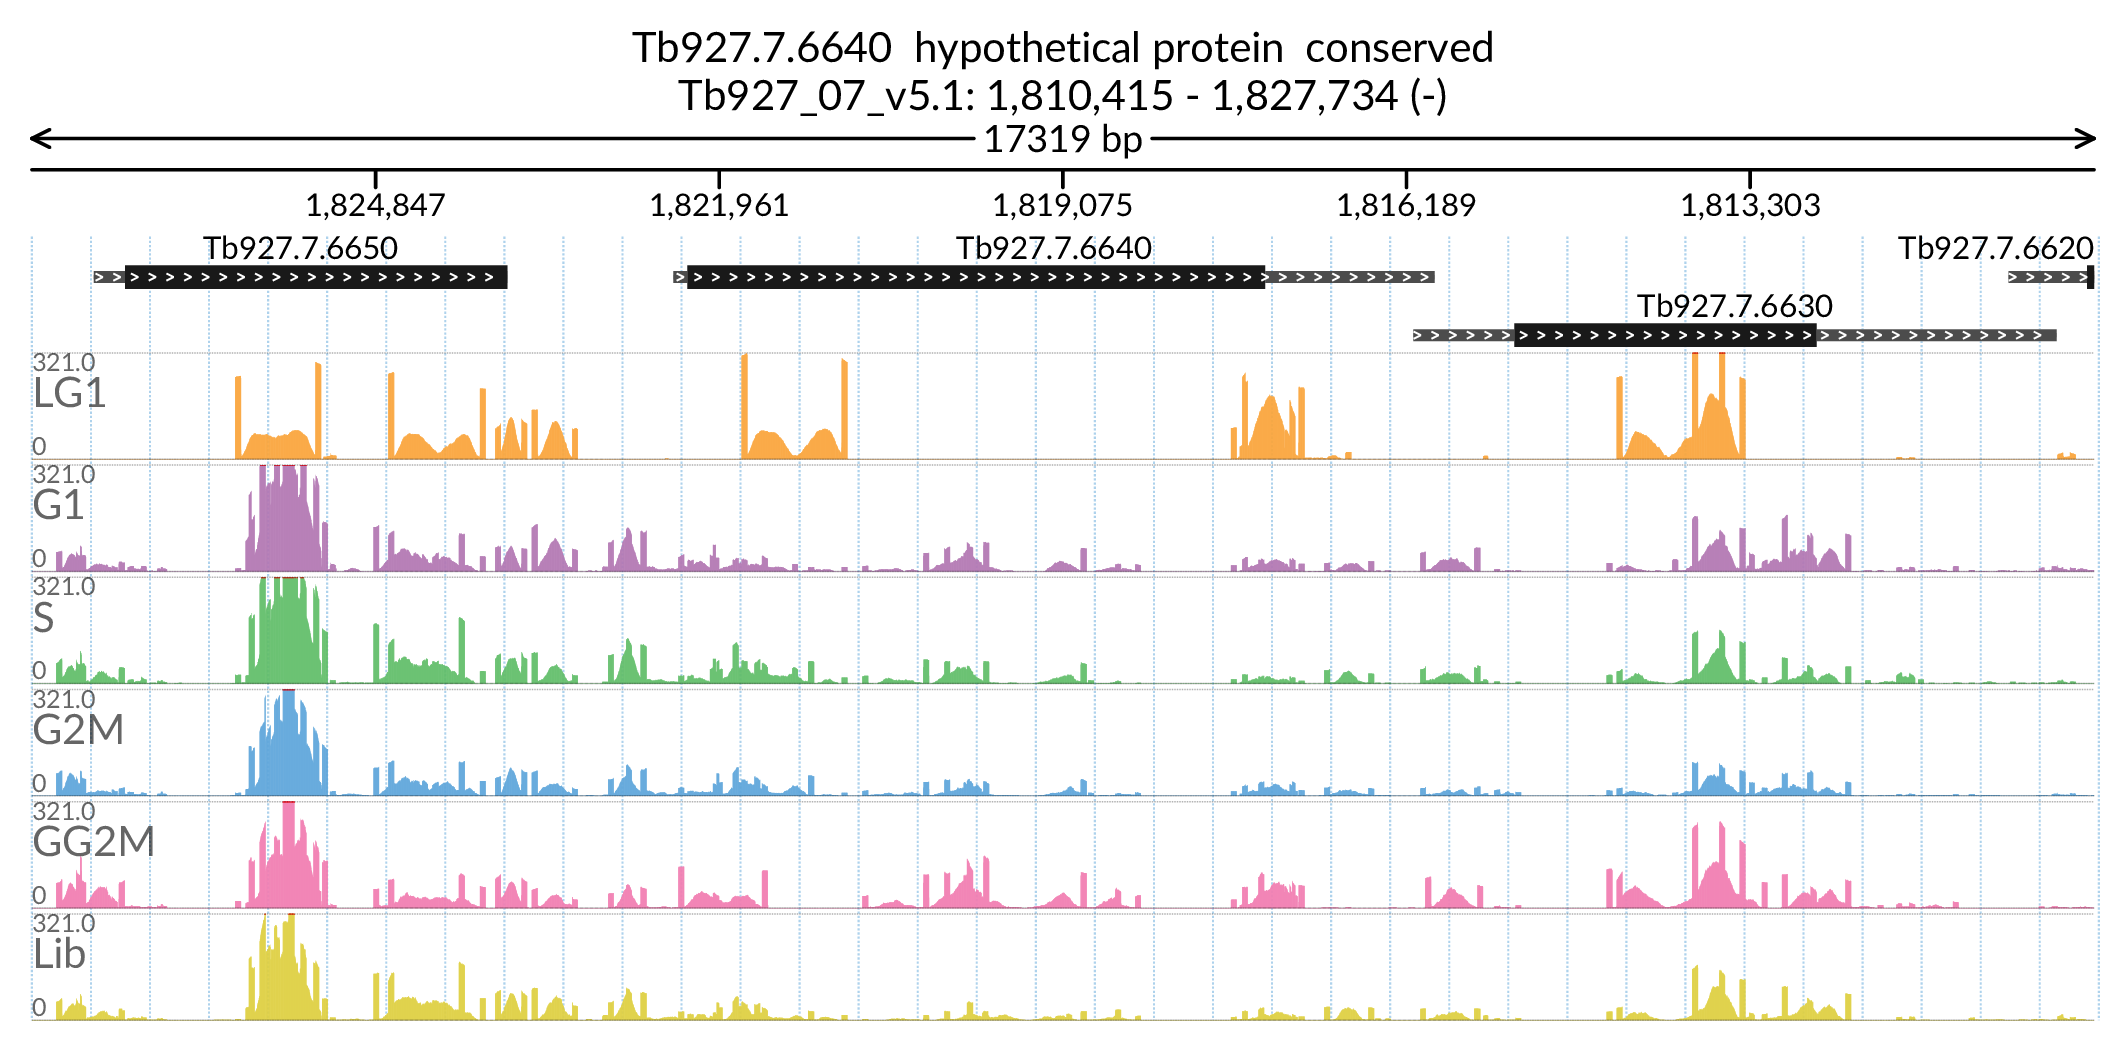 Tb927.7.6640 hypothetical protein conserved
Tb927_07_v5.1: 1,810,415 - 1,827,734 (-)
17319 bp
1,824,847 1,821,961 1,819,075 1,816,189 1,813,303
Tb927.7.6650 Tb927.7.6640 Tb927.7.6620
Tb927.7.6630
321.0
LG1
0
321.0
G1
0
321.0
S
0
321.0
G2M
0
321.0
GG2M
0
321.0
Lib
0